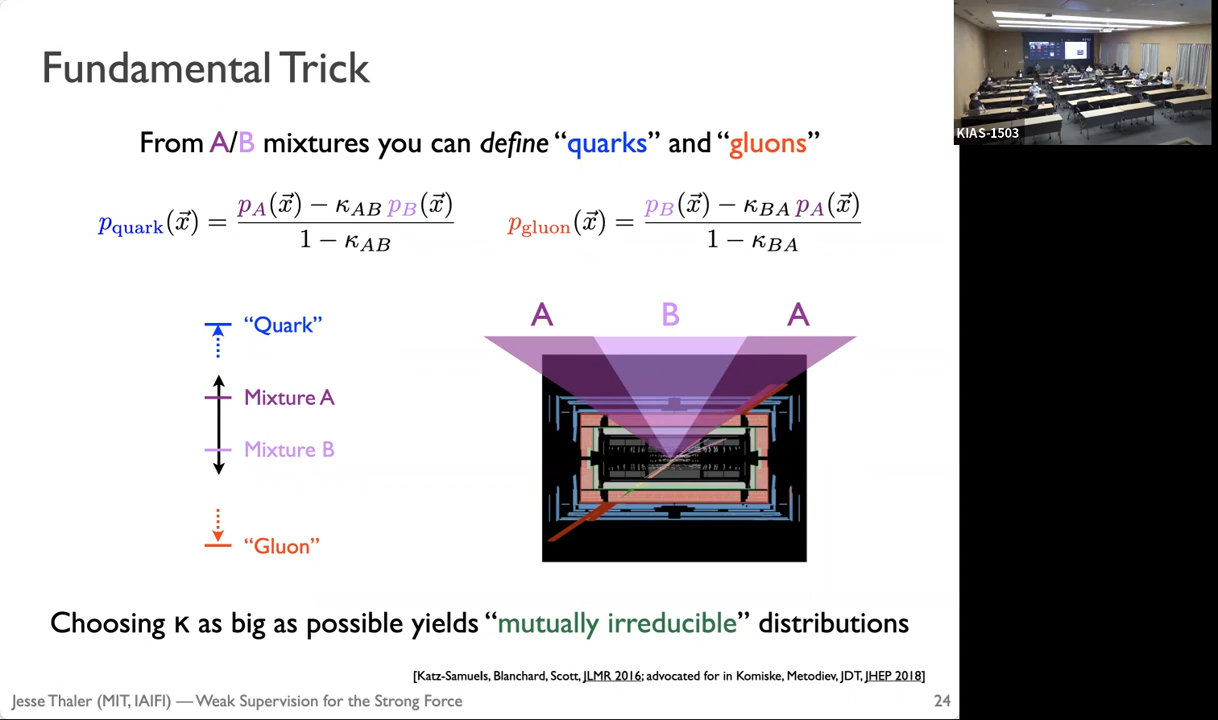 Fundamental Trick
From A/B mixtures you can define “quarks” and “gluons”
p_quark(x⃗) = (p_A(x⃗) − κ_AB p_B(x⃗)) / (1 − κ_AB)
p_gluon(x⃗) = (p_B(x⃗) − κ_BA p_A(x⃗)) / (1 − κ_BA)
“Quark”
Mixture A
Mixture B
“Gluon”
A B A
Choosing κ as big as possible yields “mutually irreducible” distributions
[Katz-Samuels, Blanchard, Scott, JLMR 2016; advocated for in Komiske, Metodiev, JDT, JHEP 2018]
Jesse Thaler (MIT, IAIFI) — Weak Supervision for the Strong Force
24
KIAS-1503